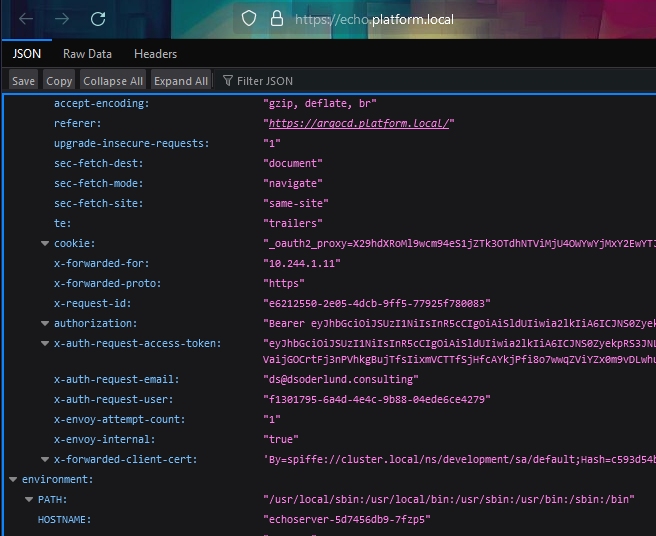 https://echo.platform.local
JSON Raw Data Headers
Save Copy Collapse All Expand All Filter JSON
accept-encoding: "gzip, deflate, br"
referer: "https://argocd.platform.local/"
upgrade-insecure-requests: "1"
sec-fetch-dest: "document"
sec-fetch-mode: "navigate"
sec-fetch-site: "same-site"
te: "trailers"
cookie: "_oauth2_proxy=X29hdXRoMl9wcm94eS1jZTk3OTdhNTViMjU4OWYwYjMxY2EwYTJ
x-forwarded-for: "10.244.1.11"
x-forwarded-proto: "https"
x-request-id: "e6212550-2e05-4dcb-9ff5-77925f780083"
authorization: "Bearer eyJhbGciOiJSUzI1NiIsInR5cCIgOiAiSldUIiwia2lkIiA6ICJNS0Zyek
x-auth-request-access-token: "eyJhbGciOiJSUzI1NiIsInR5cCIgOiAiSldUIiwia2lkIiA6ICJNS0ZyekpRS3JNL
VaijGOCrtFj3nPVhkgBujTfsIixmVCTTfSjHfcAYkjPfi8o7wwqZViYZx0m9vDLwhu
x-auth-request-email: "ds@dsoderlund.consulting"
x-auth-request-user: "f1301795-6a4d-4e4c-9b88-04ede6ce4279"
x-envoy-attempt-count: "1"
x-envoy-internal: "true"
x-forwarded-client-cert: 'By=spiffe://cluster.local/ns/development/sa/default;Hash=c593d54b
environment:
PATH: "/usr/local/sbin:/usr/local/bin:/usr/sbin:/usr/bin:/sbin:/bin"
HOSTNAME: "echoserver-5d7456db9-7fzp5"